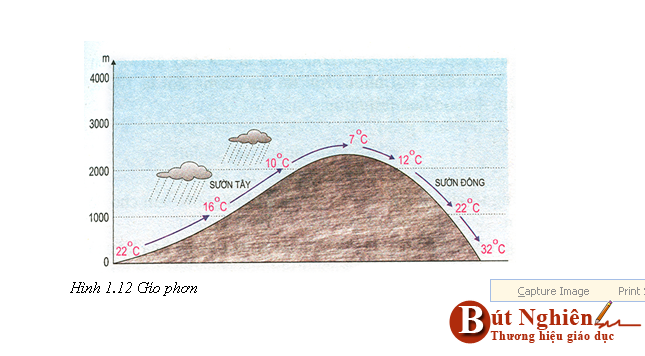 m
4000
3000
2000
1000
0
7°C
10°C
12°C
SƯỜN TÂY
SƯỜN ĐÔNG
16°C
22°C
22°C
32°C
Hình 1.12 Gío phơn
Capture Image Print
Bút Nghiên
Thương hiệu giáo dục